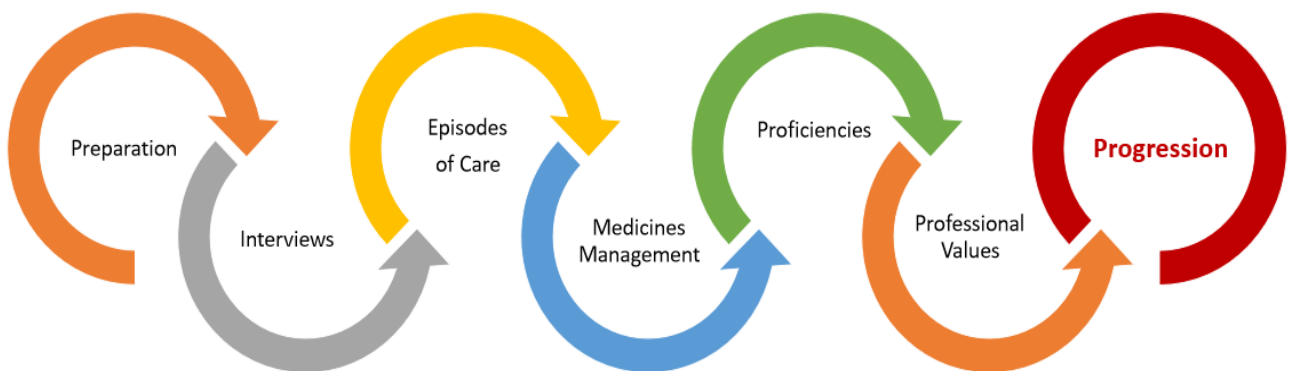 Preparation
Interviews
Episodes
of Care
Medicines
Management
Proficiencies
Professional
Values
Progression